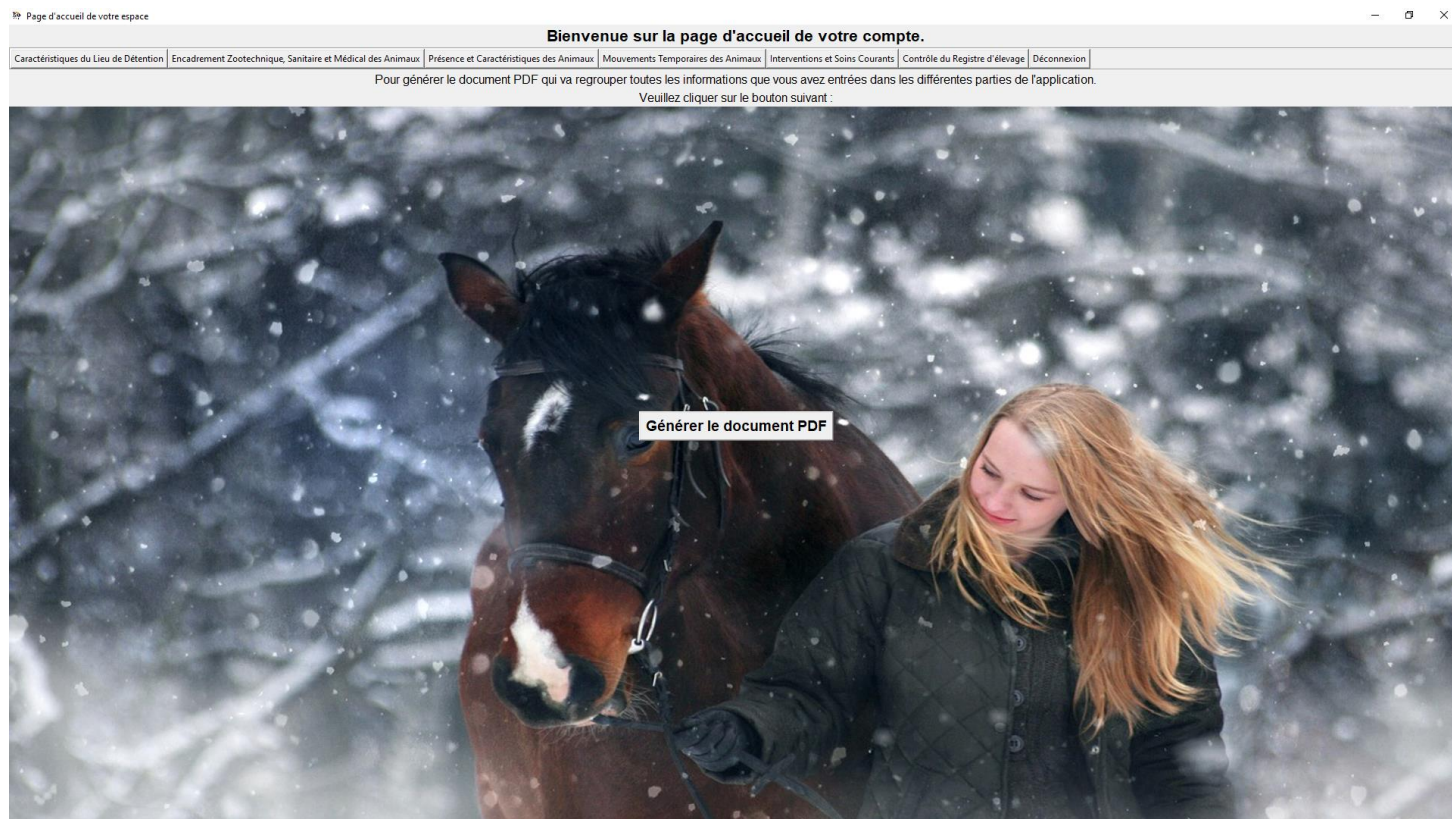 Page d'accueil de votre espace
Bienvenue sur la page d'accueil de votre compte.
Caractéristiques du Lieu de Détention Encadrement Zootechnique, Sanitaire et Médical des Animaux Présence et Caractéristiques des Animaux Mouvements Temporaires des Animaux Interventions et Soins Courants Contrôle du Registre d'élevage Déconnexion
Pour générer le document PDF qui va regrouper toutes les informations que vous avez entrées dans les différentes parties de l'application.
Veuillez cliquer sur le bouton suivant :
Générer le document PDF